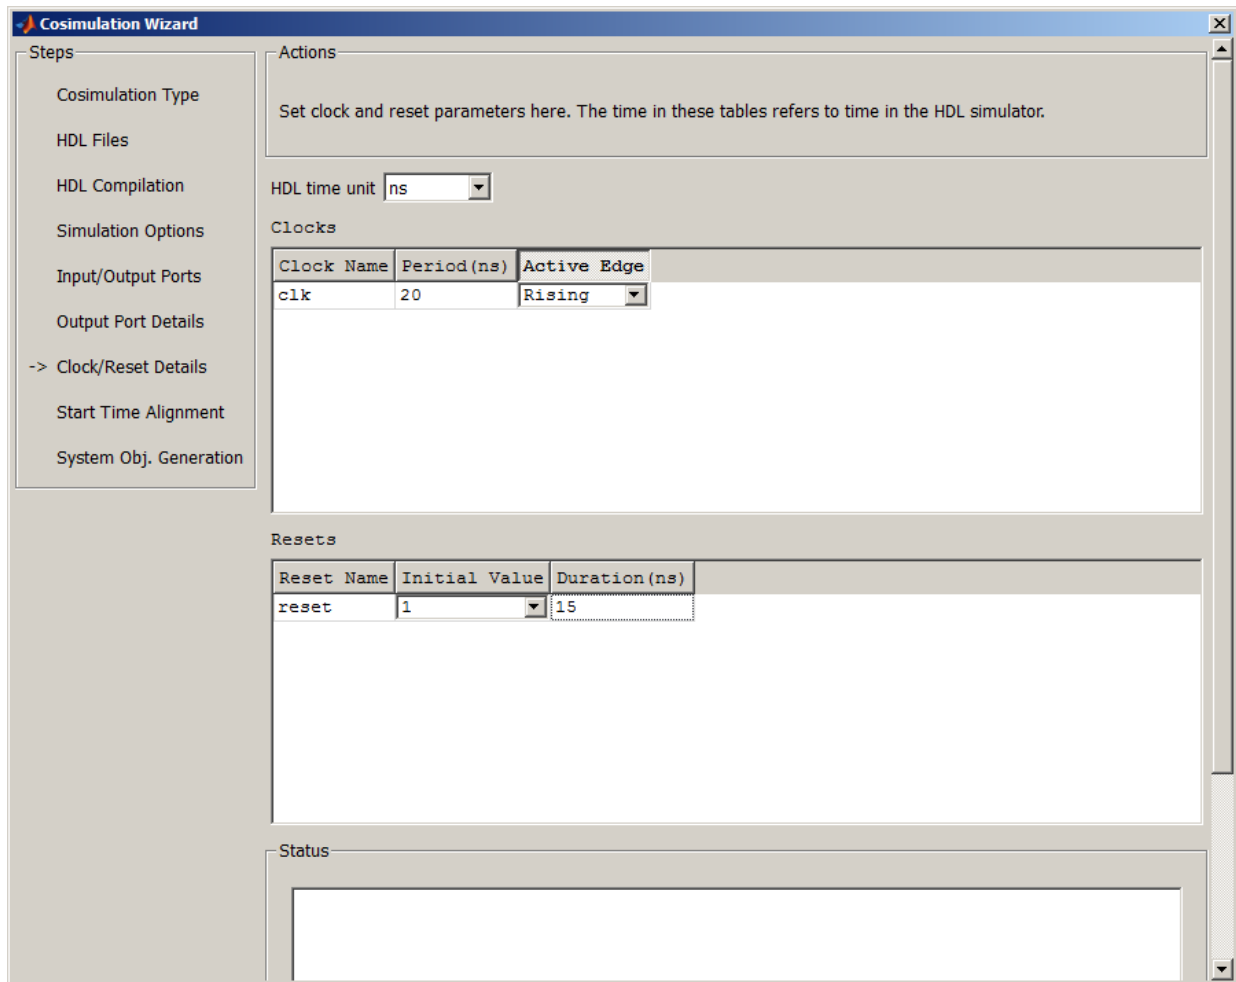 Cosimulation Wizard
Steps
Cosimulation Type
HDL Files
HDL Compilation
Simulation Options
Input/Output Ports
Output Port Details
-> Clock/Reset Details
Start Time Alignment
System Obj. Generation
Actions
Set clock and reset parameters here. The time in these tables refers to time in the HDL simulator.
HDL time unit ns
Clocks
Clock Name Period(ns) Active Edge
clk 20 Rising
Resets
Reset Name Initial Value Duration(ns)
reset 1 15
Status